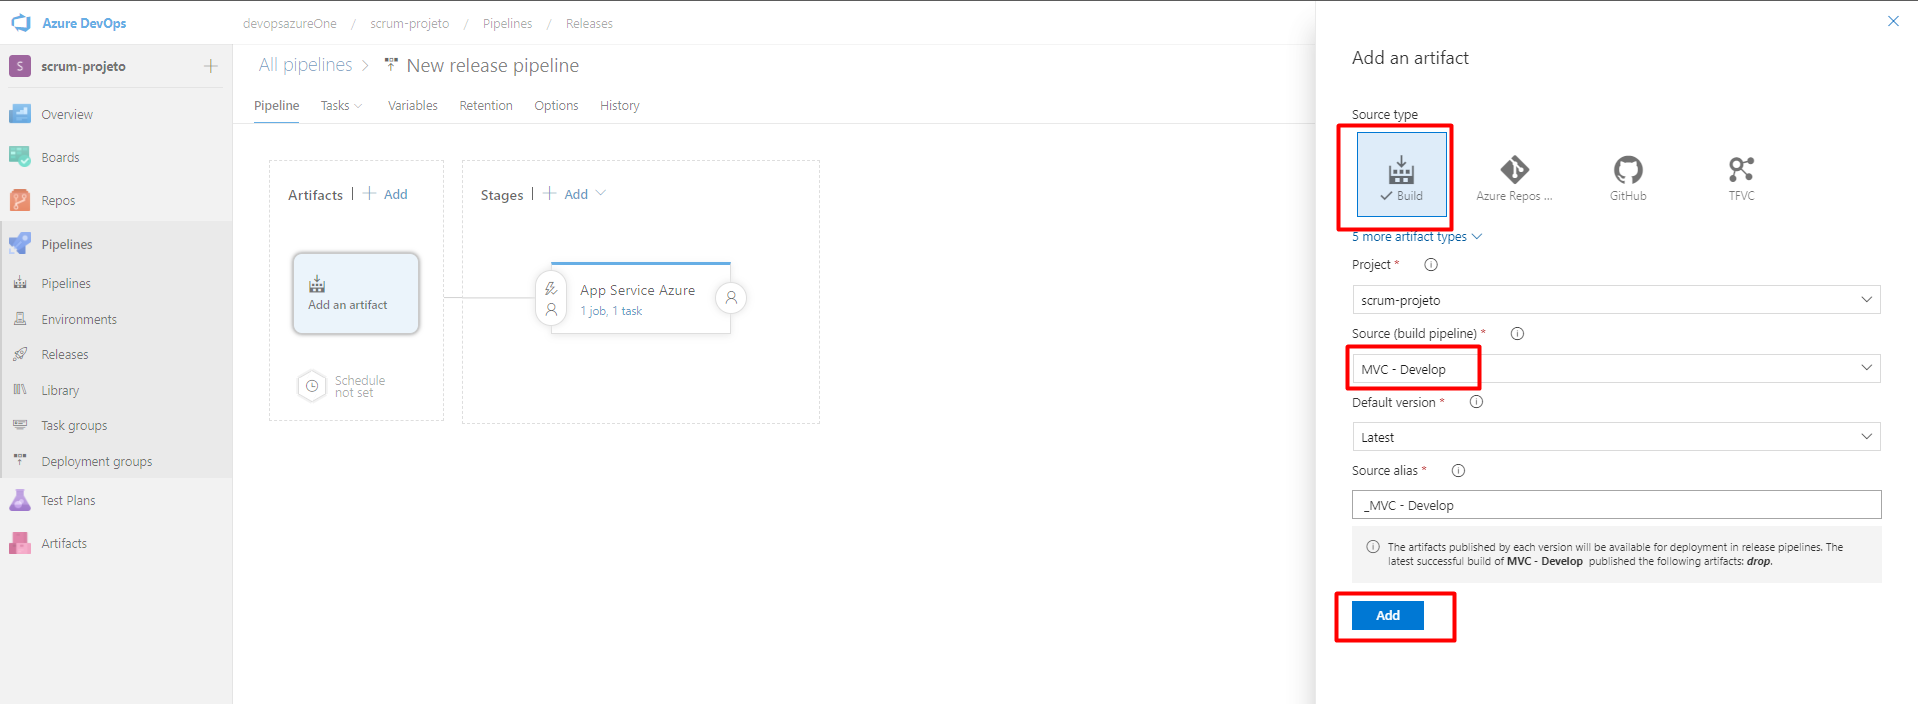 Azure DevOps
devopsazureOne / scrum-projeto / Pipelines / Releases
S scrum-projeto
Overview
Boards
Repos
Pipelines
Pipelines
Environments
Releases
Library
Task groups
Deployment groups
Test Plans
Artifacts
All pipelines > New release pipeline
Pipeline Tasks Variables Retention Options History
Artifacts | + Add
Add an artifact
Schedule
not set
Stages | + Add
App Service Azure
1 job, 1 task
Add an artifact
Source type
Build
Azure Repos ...
GitHub
TFVC
5 more artifact types
Project *
scrum-projeto
Source (build pipeline) *
MVC - Develop
Default version *
Latest
Source alias *
_MVC - Develop
The artifacts published by each version will be available for deployment in release pipelines. The
latest successful build of MVC - Develop published the following artifacts: drop.
Add